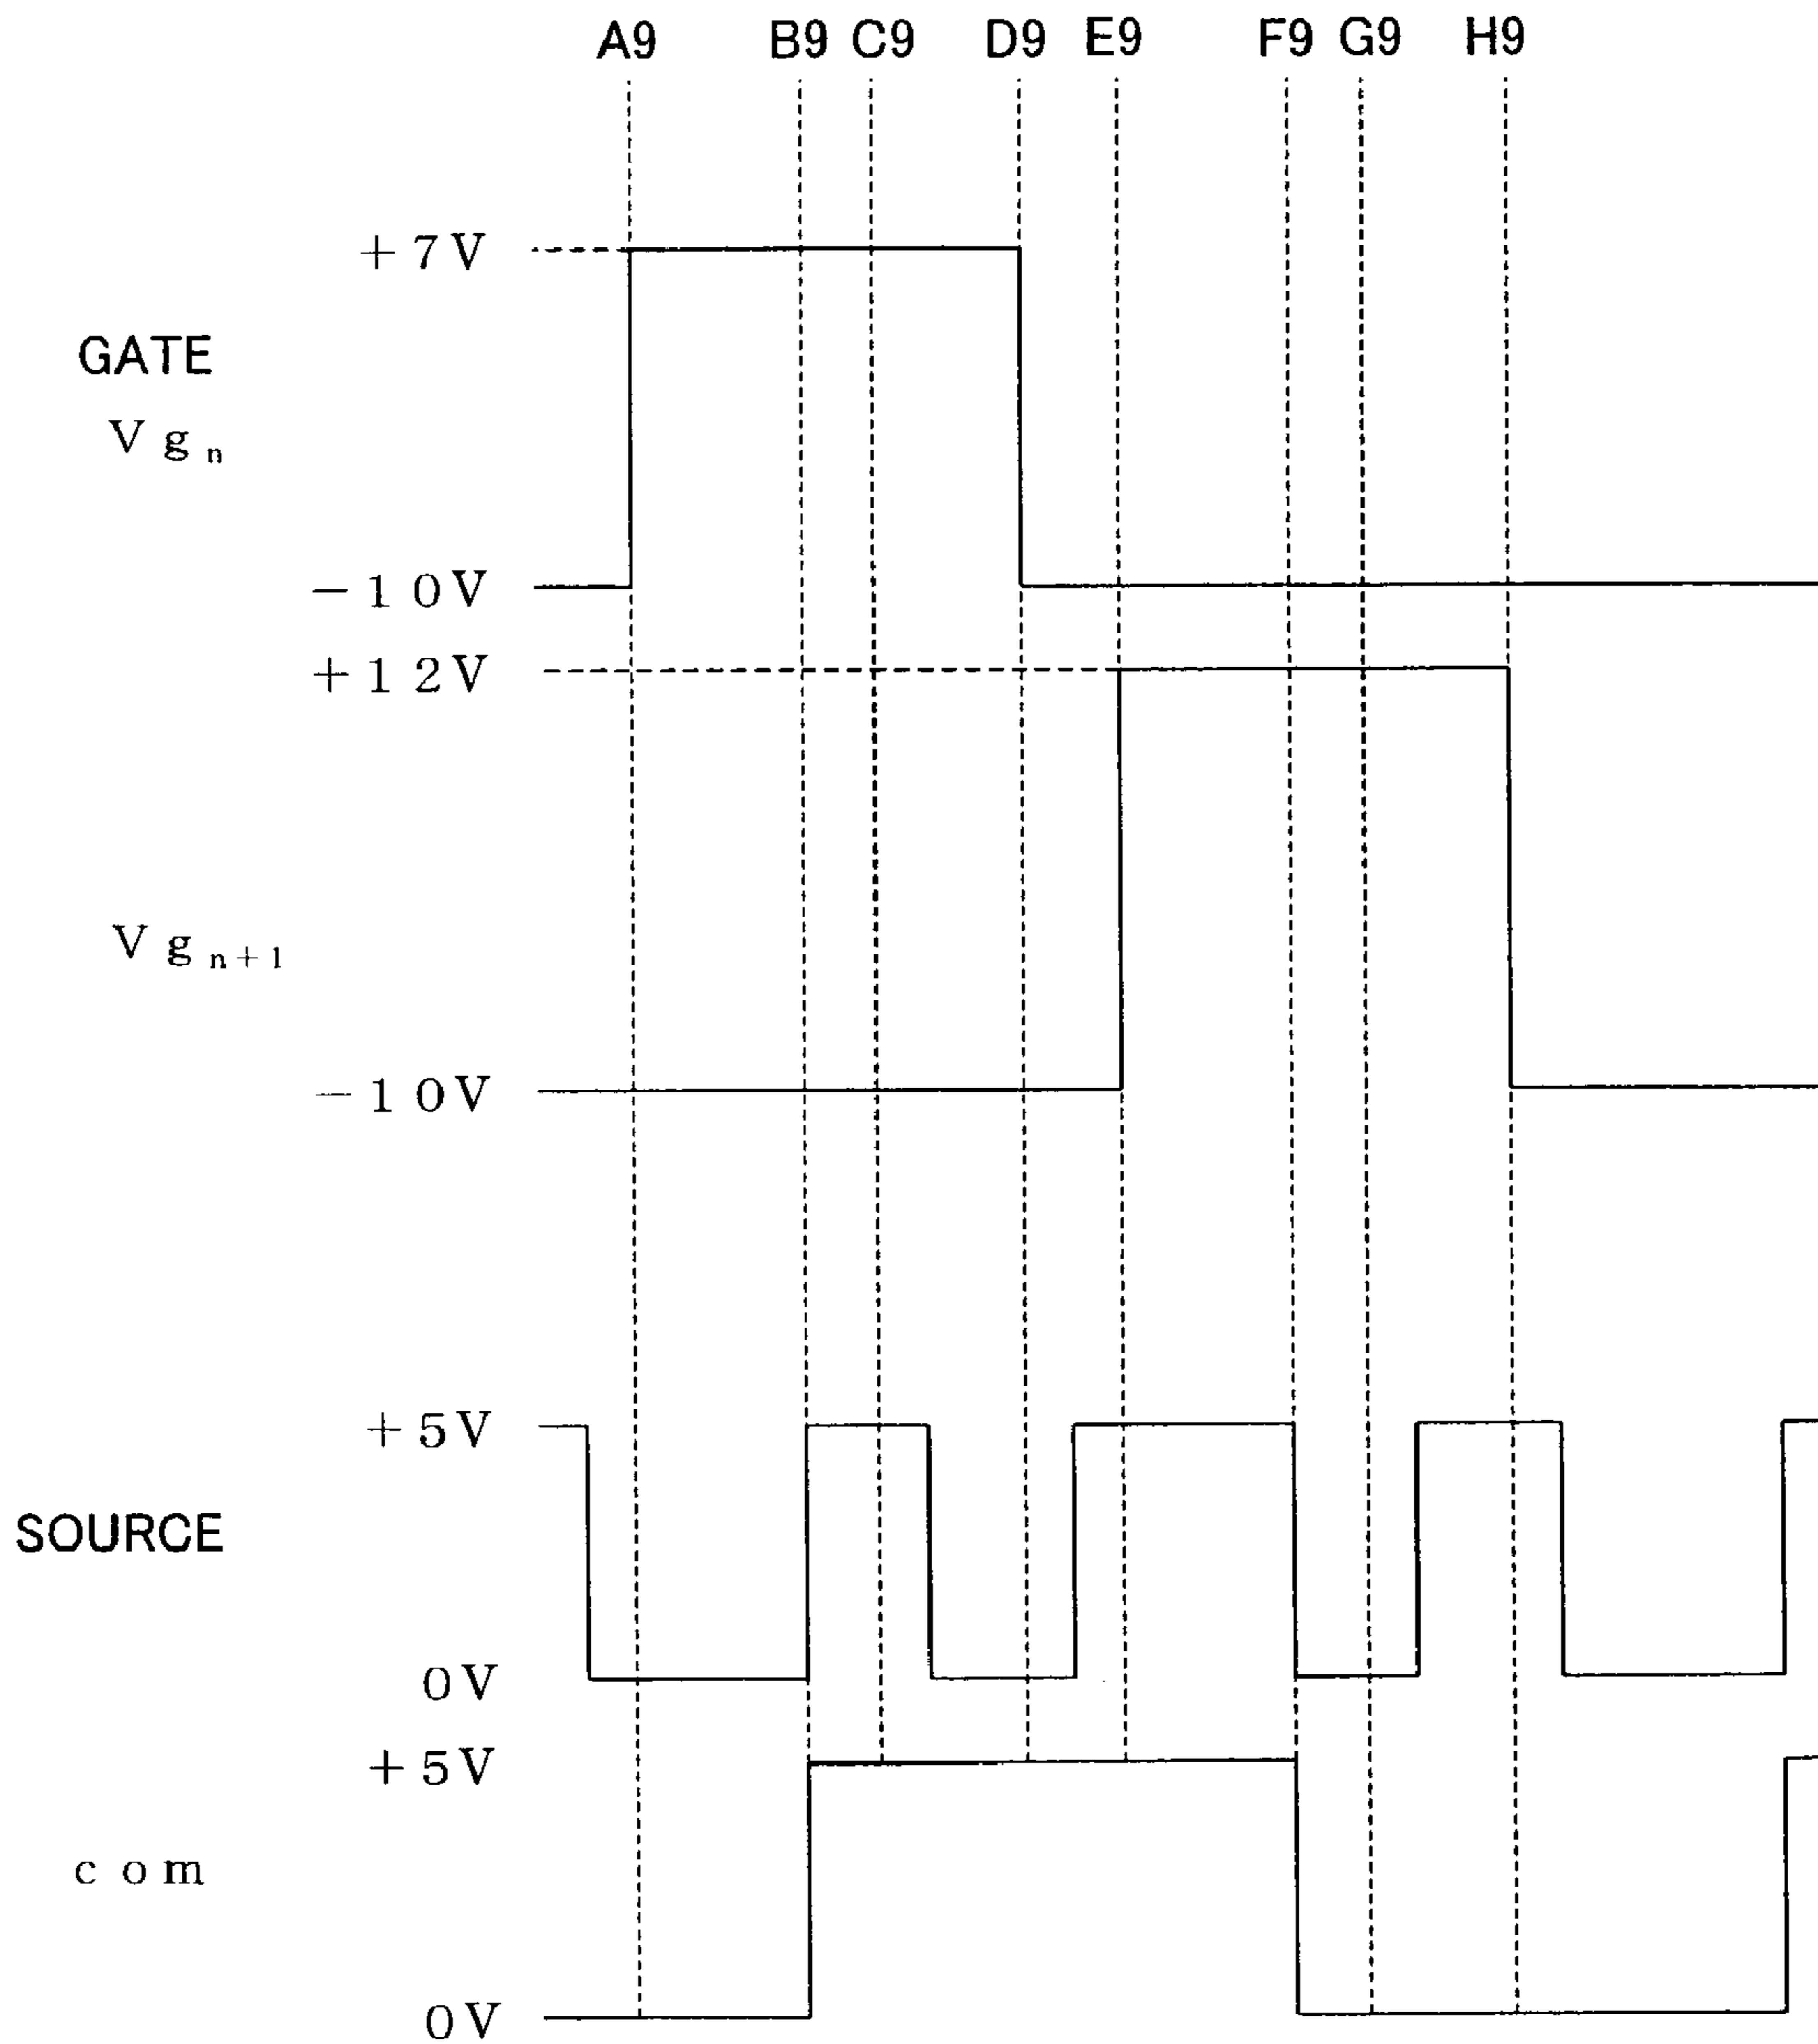 A9 B9 C9 D9 E9 F9 G9 H9
+7V
GATE
Vgn
−10V
+12V
Vgn+1
−10V
+5V
SOURCE
0V
+5V
com
0V